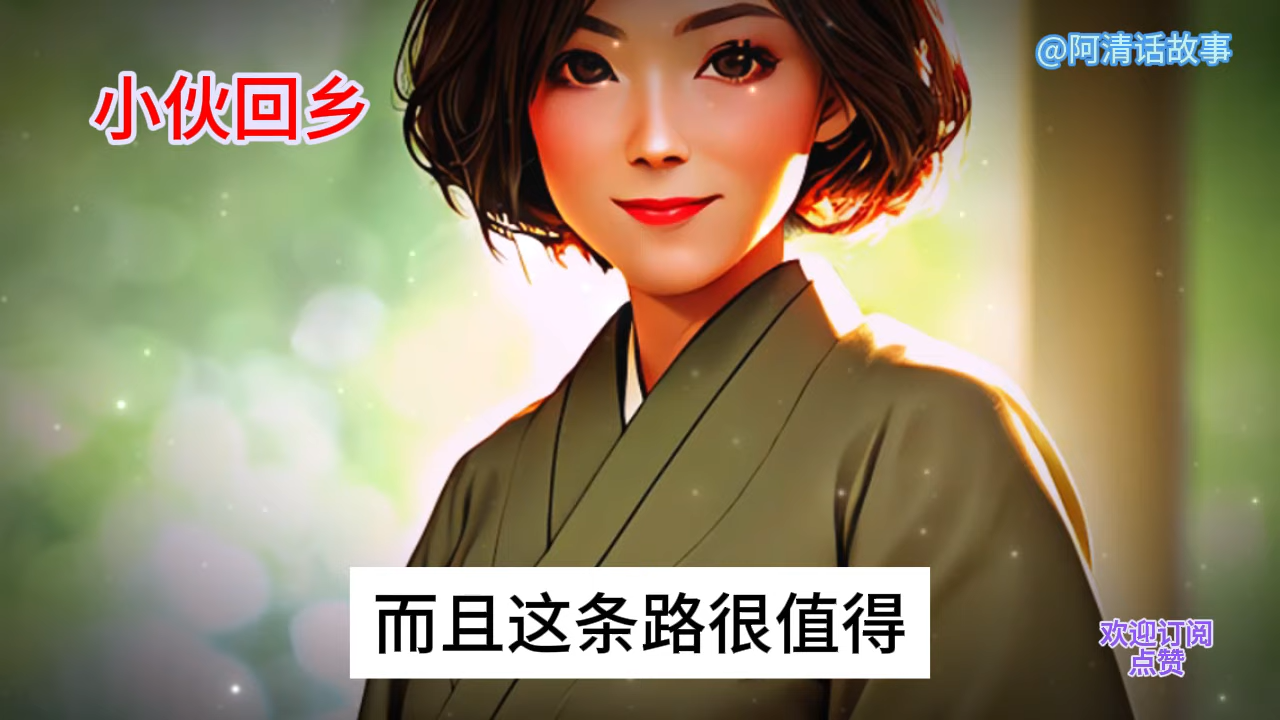 @阿清话故事
小伙回乡
而且这条路很值得
欢迎订阅
点赞